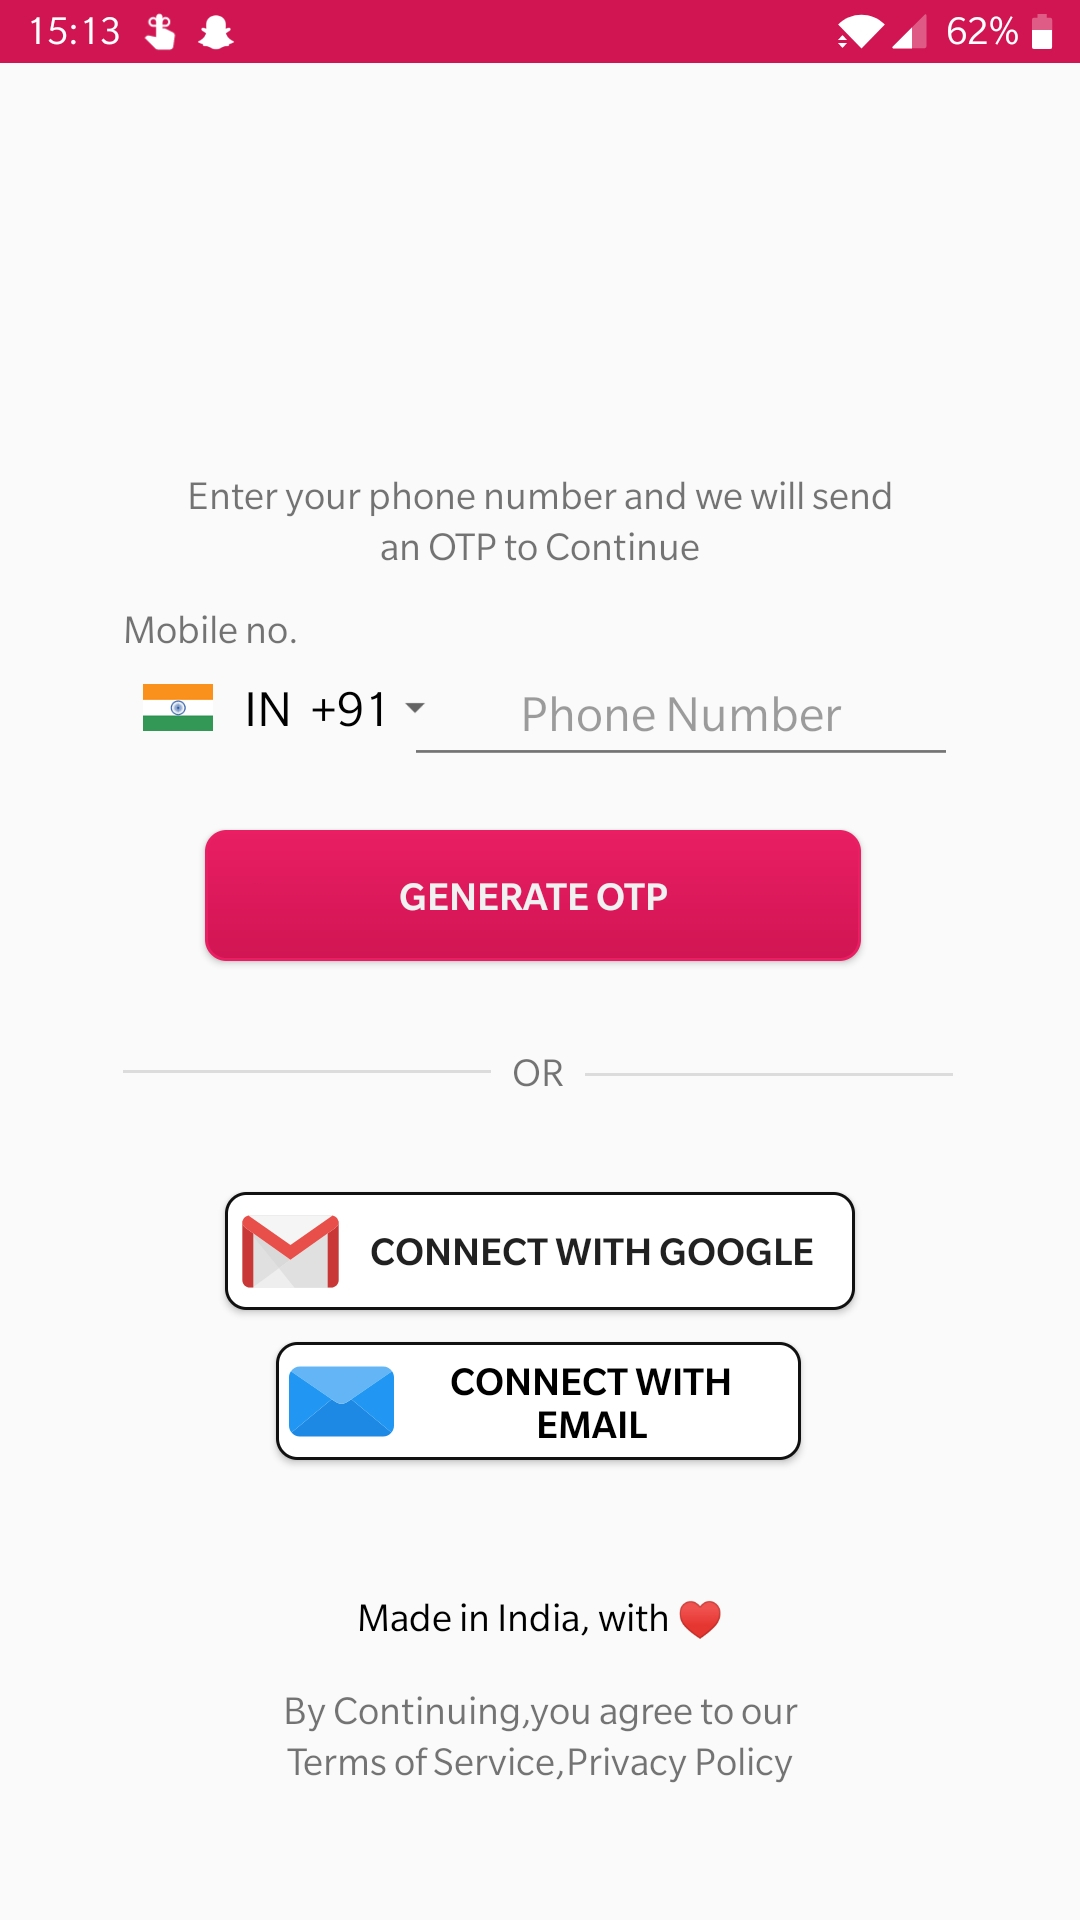 15:13
62%
Enter your phone number and we will send
an OTP to Continue
Mobile no.
IN +91
Phone Number
GENERATE OTP
OR
CONNECT WITH GOOGLE
CONNECT WITH
EMAIL
Made in India, with ❤️
By Continuing,you agree to our
Terms of Service,Privacy Policy